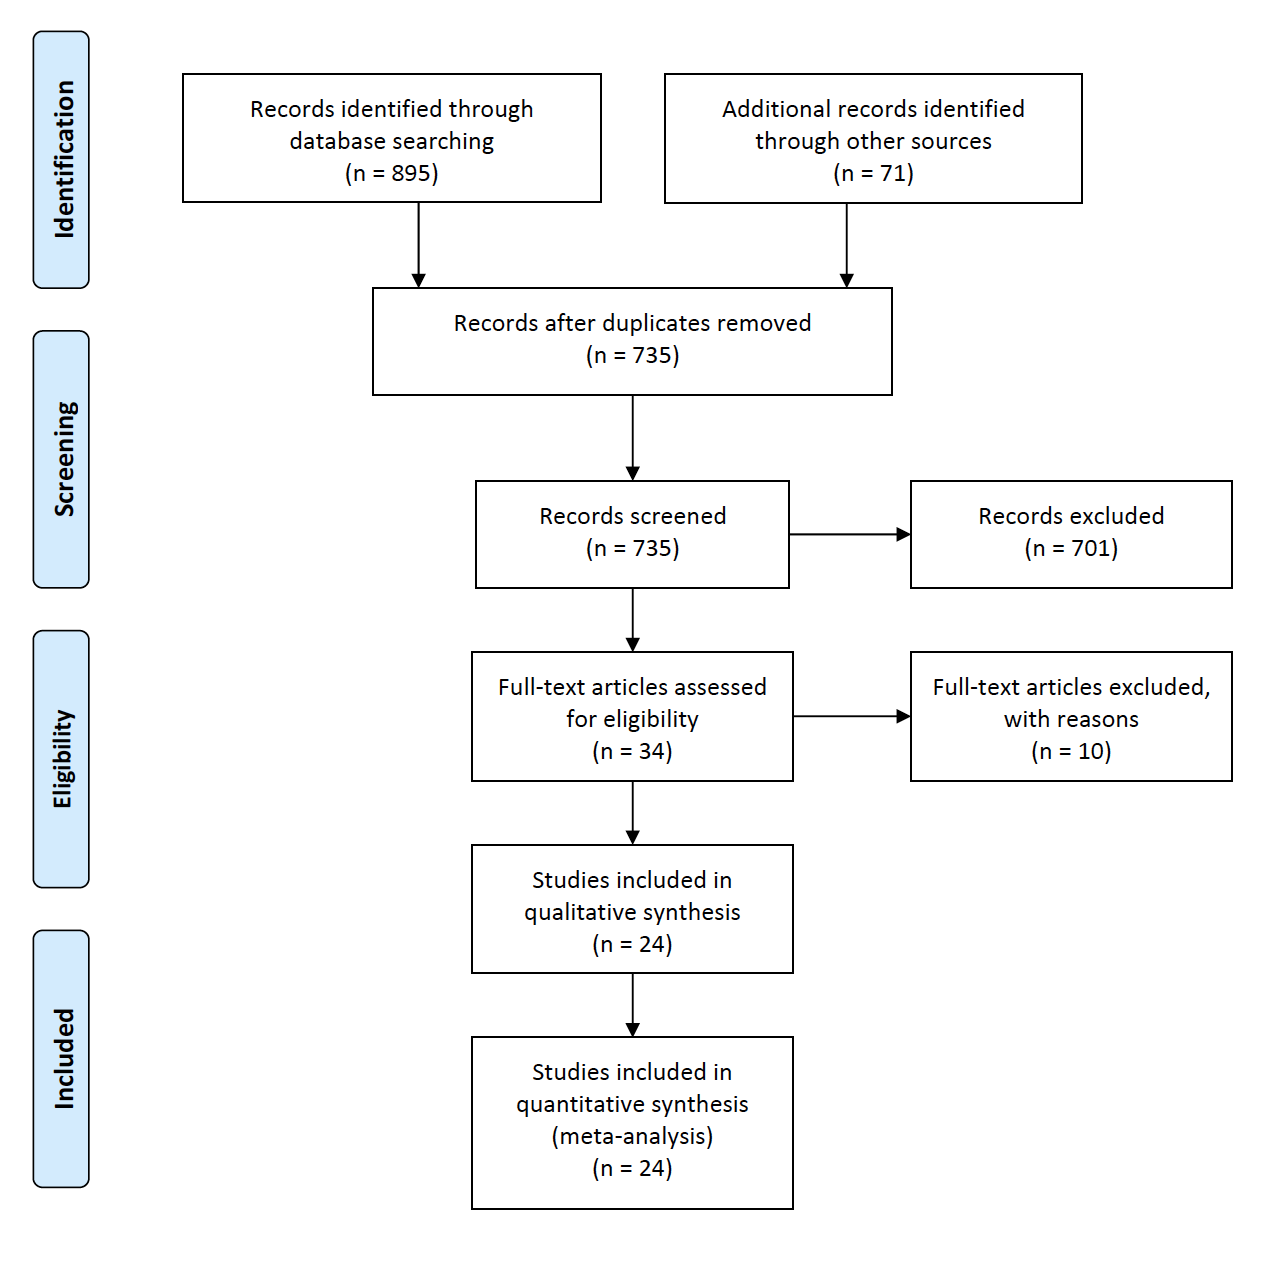 Identification
Records identified through
database searching
(n = 895)
Additional records identified
through other sources
(n = 71)
Records after duplicates removed
(n = 735)
Screening
Records screened
(n = 735)
Records excluded
(n = 701)
Eligibility
Full-text articles assessed
for eligibility
(n = 34)
Full-text articles excluded,
with reasons
(n = 10)
Studies included in
qualitative synthesis
(n = 24)
Included
Studies included in
quantitative synthesis
(meta-analysis)
(n = 24)